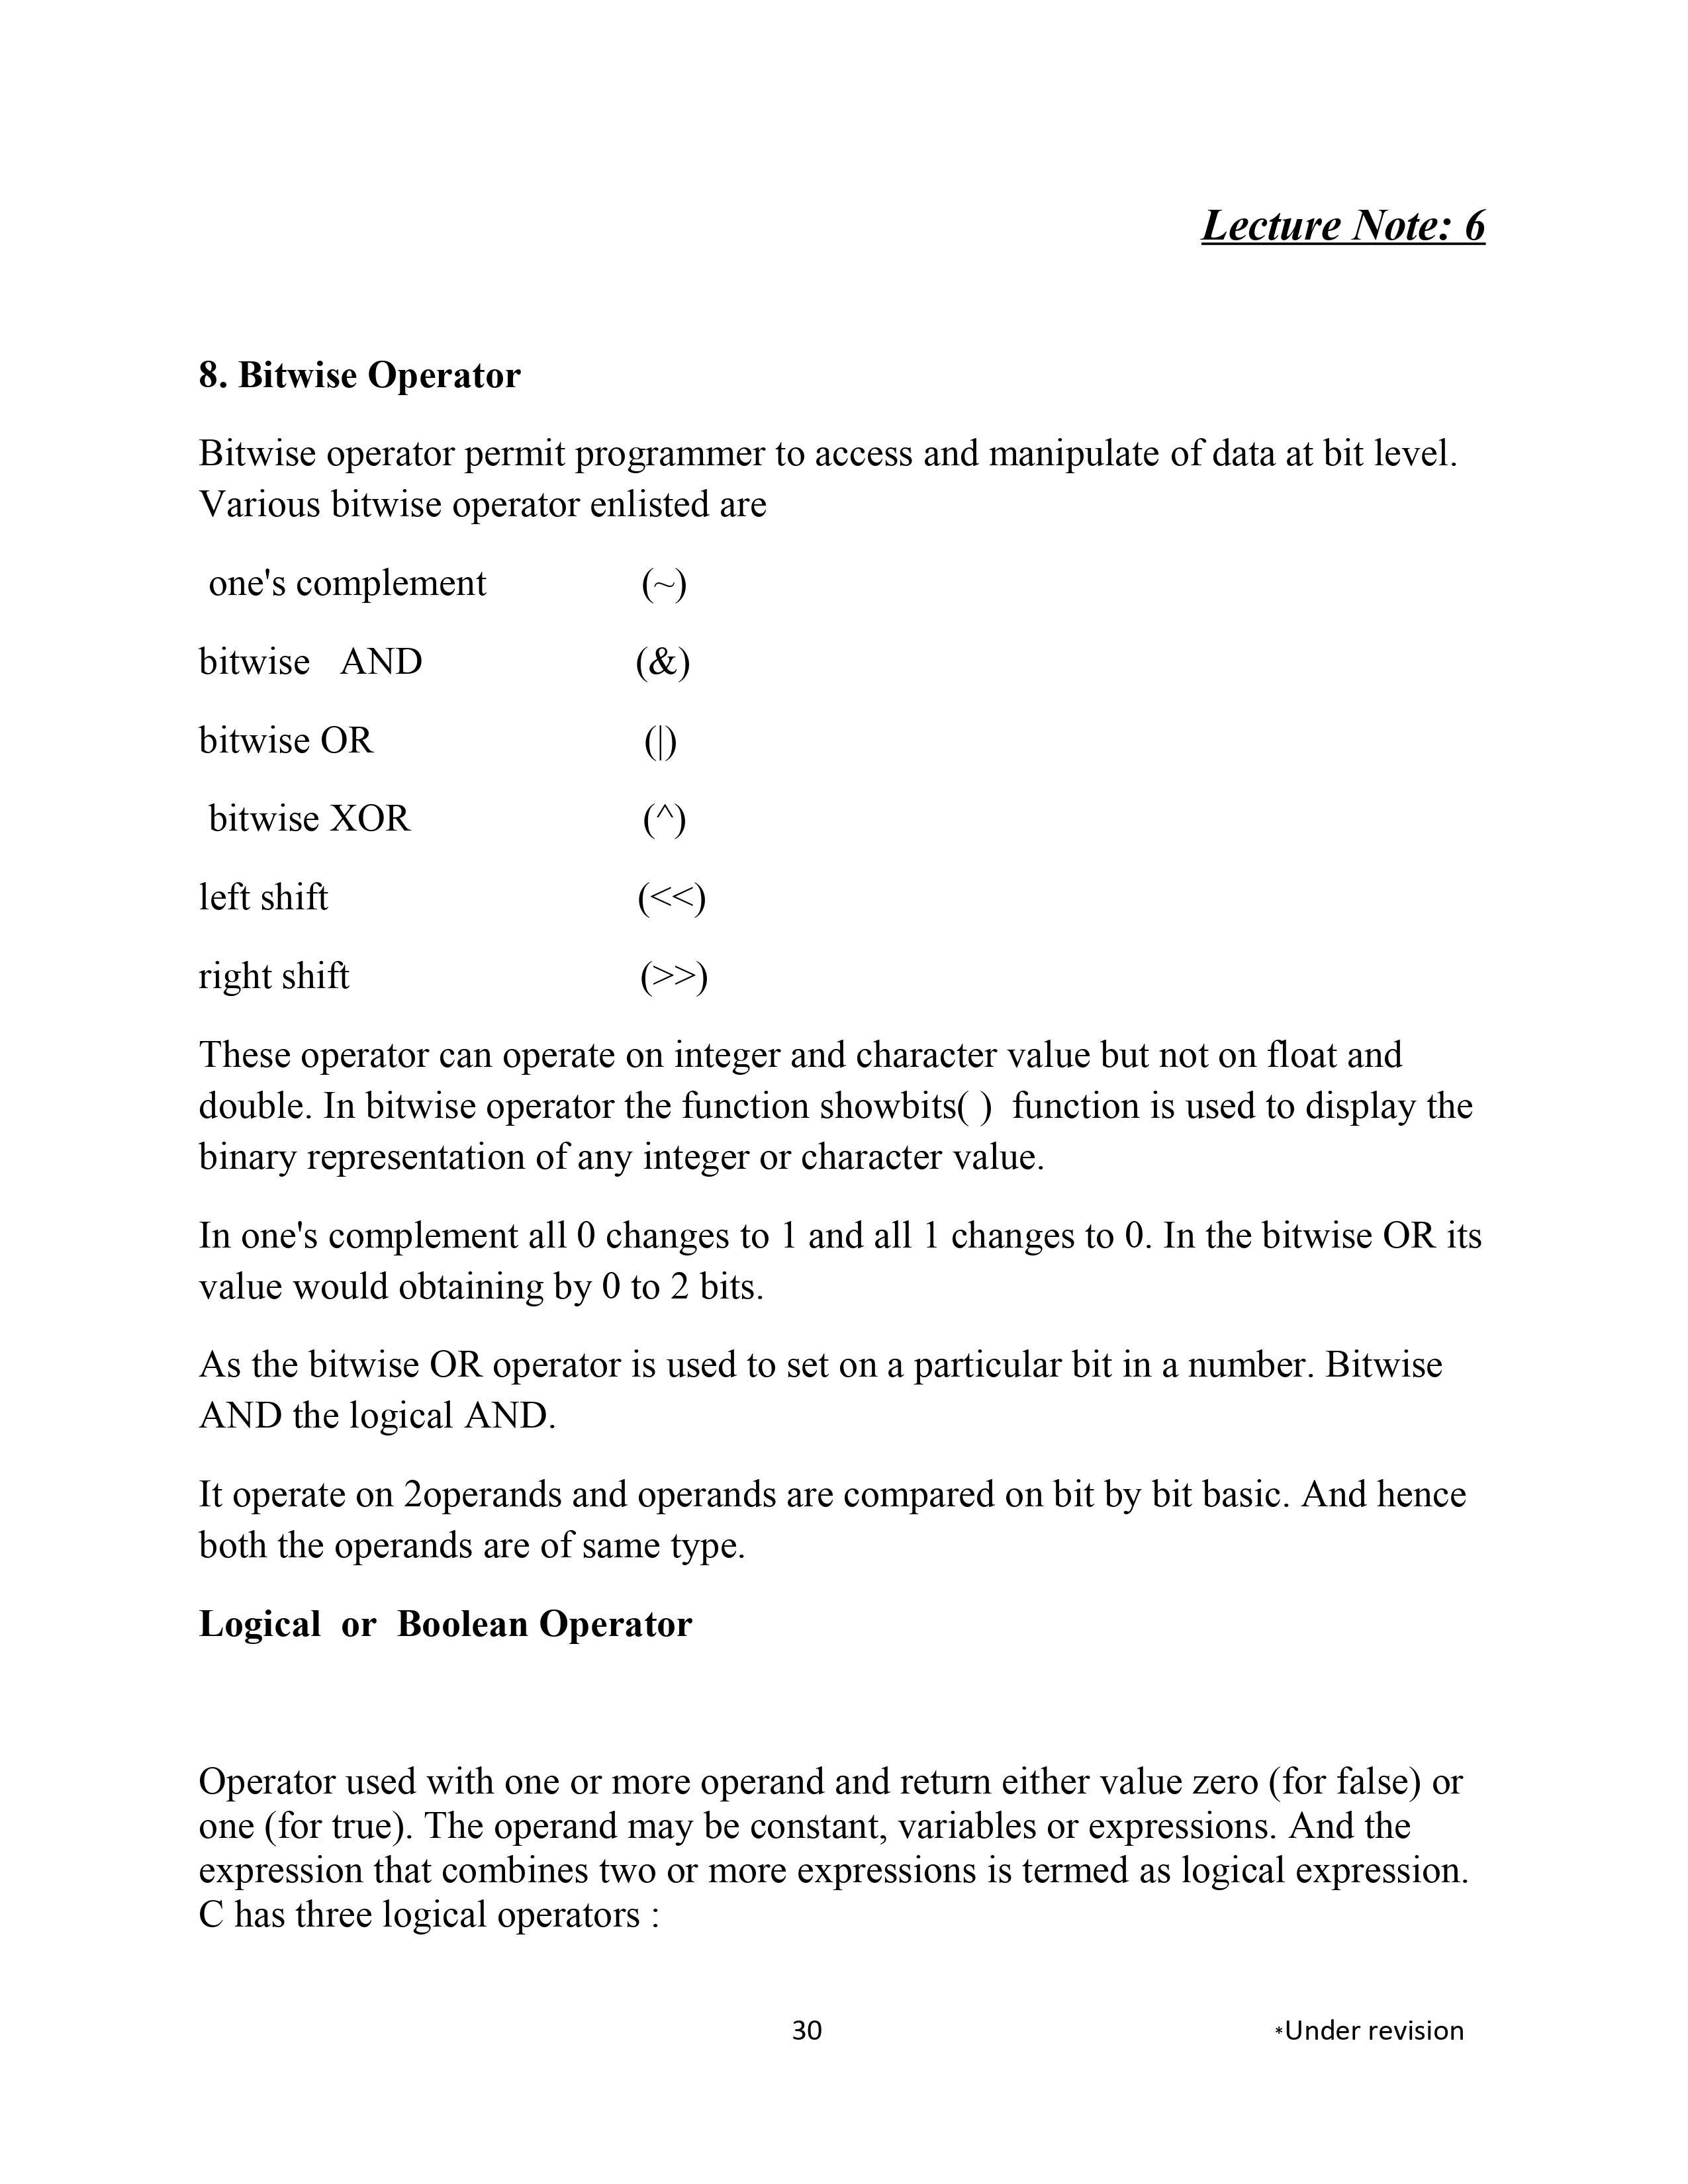 Lecture Note: 6
8. Bitwise Operator
Bitwise operator permit programmer to access and manipulate of data at bit level.
Various bitwise operator enlisted are
one's complement (~)
bitwise AND (&)
bitwise OR (|)
bitwise XOR (^)
left shift (<<)
right shift (>>)
These operator can operate on integer and character value but not on float and
double. In bitwise operator the function showbits( ) function is used to display the
binary representation of any integer or character value.
In one's complement all 0 changes to 1 and all 1 changes to 0. In the bitwise OR its
value would obtaining by 0 to 2 bits.
As the bitwise OR operator is used to set on a particular bit in a number. Bitwise
AND the logical AND.
It operate on 2operands and operands are compared on bit by bit basic. And hence
both the operands are of same type.
Logical or Boolean Operator
Operator used with one or more operand and return either value zero (for false) or
one (for true). The operand may be constant, variables or expressions. And the
expression that combines two or more expressions is termed as logical expression.
C has three logical operators :
30 *Under revision